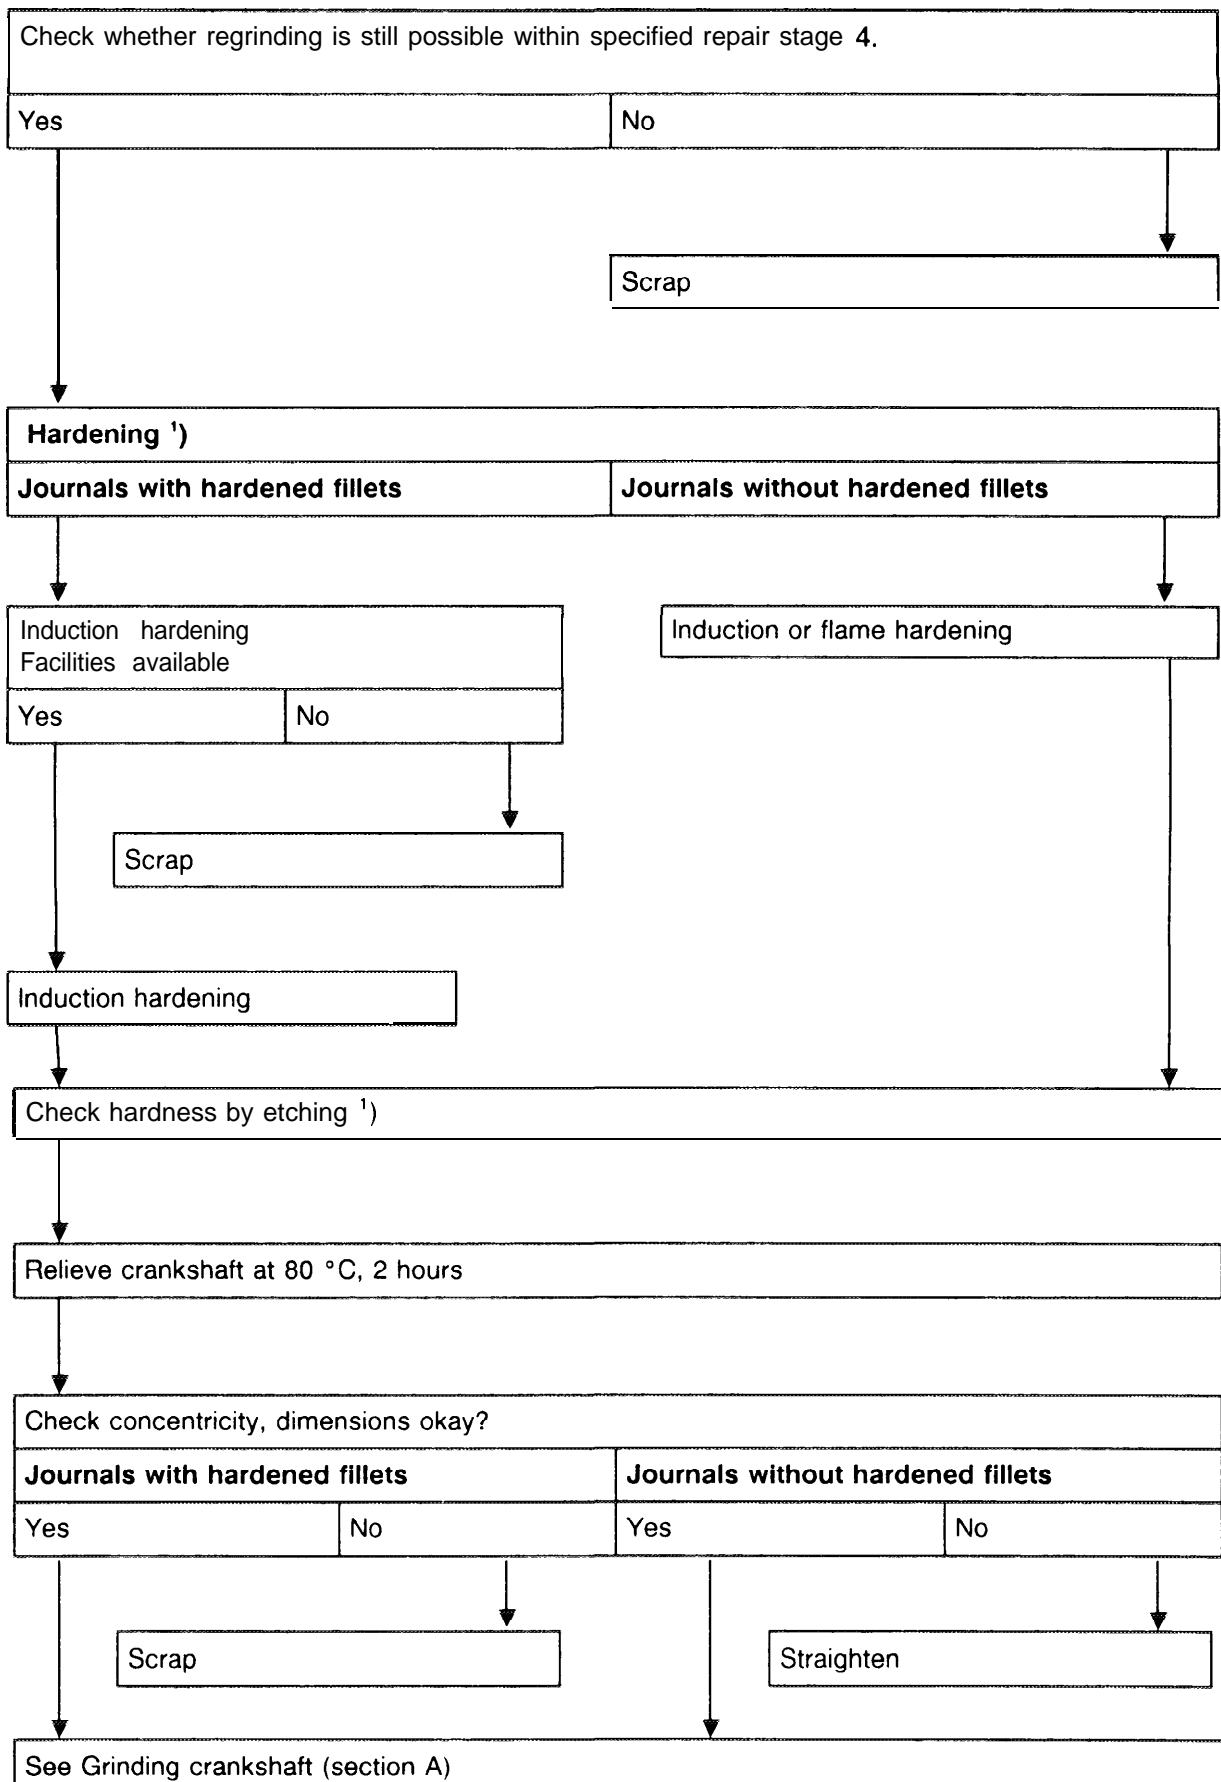 Check whether regrinding is still possible within specified repair stage 4.
Yes
No
Scrap
Hardening ¹)
Journals with hardened fillets
Journals without hardened fillets
Induction hardening
Facilities available
Induction or flame hardening
Yes
No
Scrap
Induction hardening
Check hardness by etching ¹)
Relieve crankshaft at 80 °C, 2 hours
Check concentricity, dimensions okay?
Journals with hardened fillets
Journals without hardened fillets
Yes
No
Yes
No
Scrap
Straighten
See Grinding crankshaft (section A)